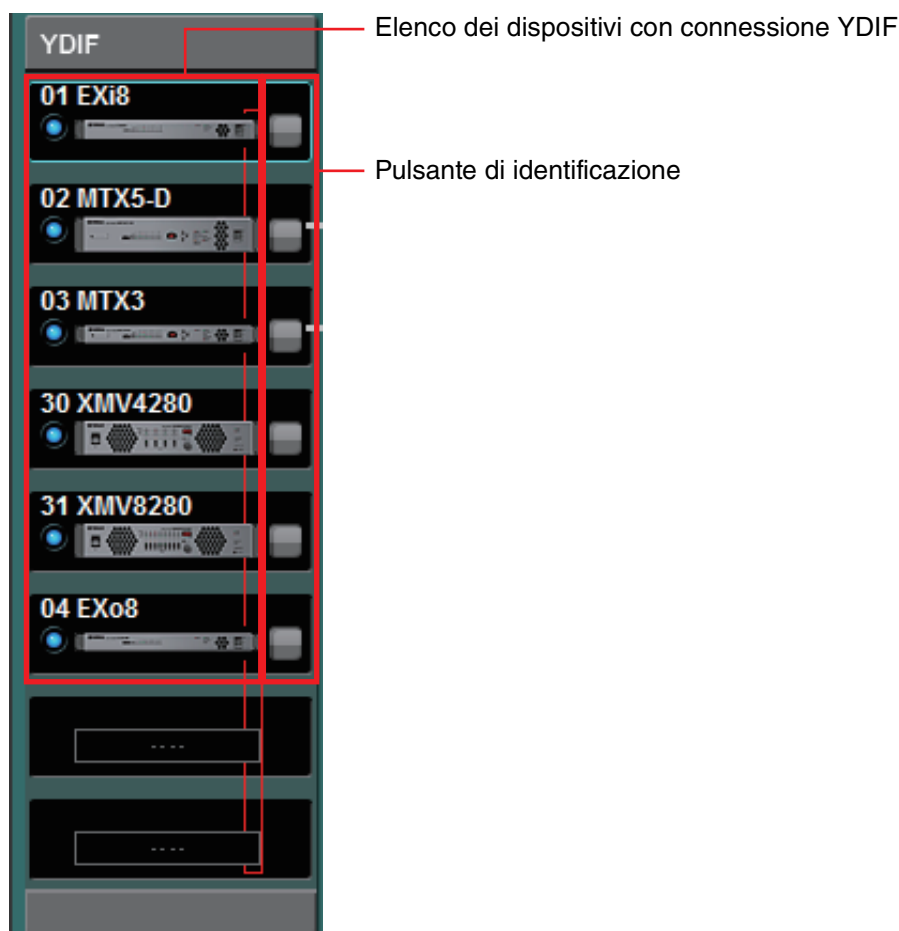 YDIF
Elenco dei dispositivi con connessione YDIF
01 EXi8
Pulsante di identificazione
02 MTX5-D
03 MTX3
30 XMV4280
31 XMV8280
04 EXo8
----
----